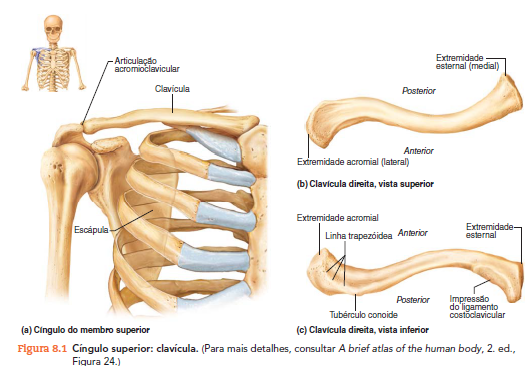 Articulação
acromioclavicular
Clavícula
Escápula
(a) Cíngulo do membro superior
Extremidade
esternal (medial)
Posterior
Anterior
Extremidade acromial (lateral)
(b) Clavícula direita, vista superior
Extremidade acromial
Linha trapezóidea
Anterior
Extremidade
esternal
Posterior
Impressão
do ligamento
costoclavicular
Tubérculo conoide
(c) Clavícula direita, vista inferior
Figura 8.1 Cíngulo superior: clavícula. (Para mais detalhes, consultar A brief atlas of the human body, 2. ed.,
Figura 24.)